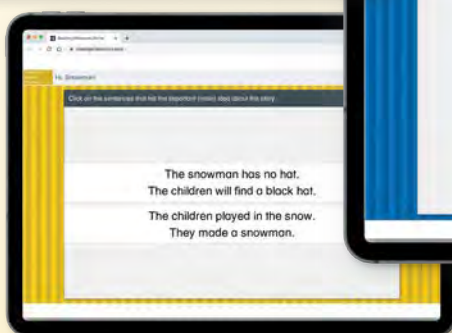 Hi, Snowman!
Click on the sentences that tell the important (main) idea about the story.
The snowman has no hat.
The children will find a black hat.
The children played in the snow.
They made a snowman.